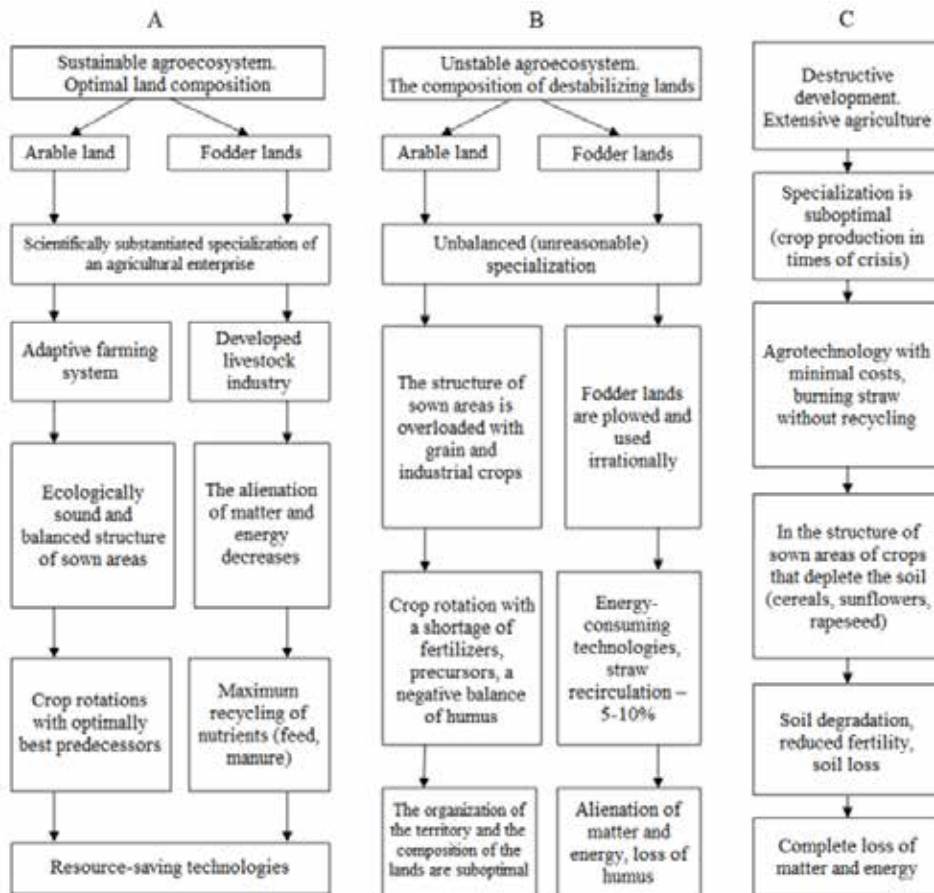 A
Sustainable agroecosystem.
Optimal land composition
Arable land
Fodder lands
Scientifically substantiated specialization of
an agricultural enterprise
Adaptive farming
system
Developed
livestock
industry
Ecologically
sound and
balanced structure
of sown areas
The alienation
of matter and
energy
decreases
Crop rotations
with optimally
best predecessors
Maximum
recycling of
nutrients (feed,
manure)
Resource-saving technologies
B
Unstable agroecosystem.
The composition of destabilizing lands
Arable land
Fodder lands
Unbalanced (unreasonable)
specialization
The structure of
sown areas is
overloaded with
grain and
industrial crops
Fodder lands
are plowed and
used
irrationally
Crop rotation with
a shortage of
fertilizers,
precursors, a
negative balance
of humus
Energy-
consuming
technologies,
straw
recirculation –
5-10%
The organization of
the territory and the
composition of the
lands are suboptimal
Alienation of
matter and
energy, loss of
humus
C
Destructive
development.
Extensive agriculture
Specialization is
suboptimal
(crop production in
times of crisis)
Agrotechnology with
minimal costs,
burning straw
without recycling
In the structure of
sown areas of crops
that deplete the soil
(cereals, sunflowers,
rapeseed)
Soil degradation,
reduced fertility,
soil loss
Complete loss of
matter and energy